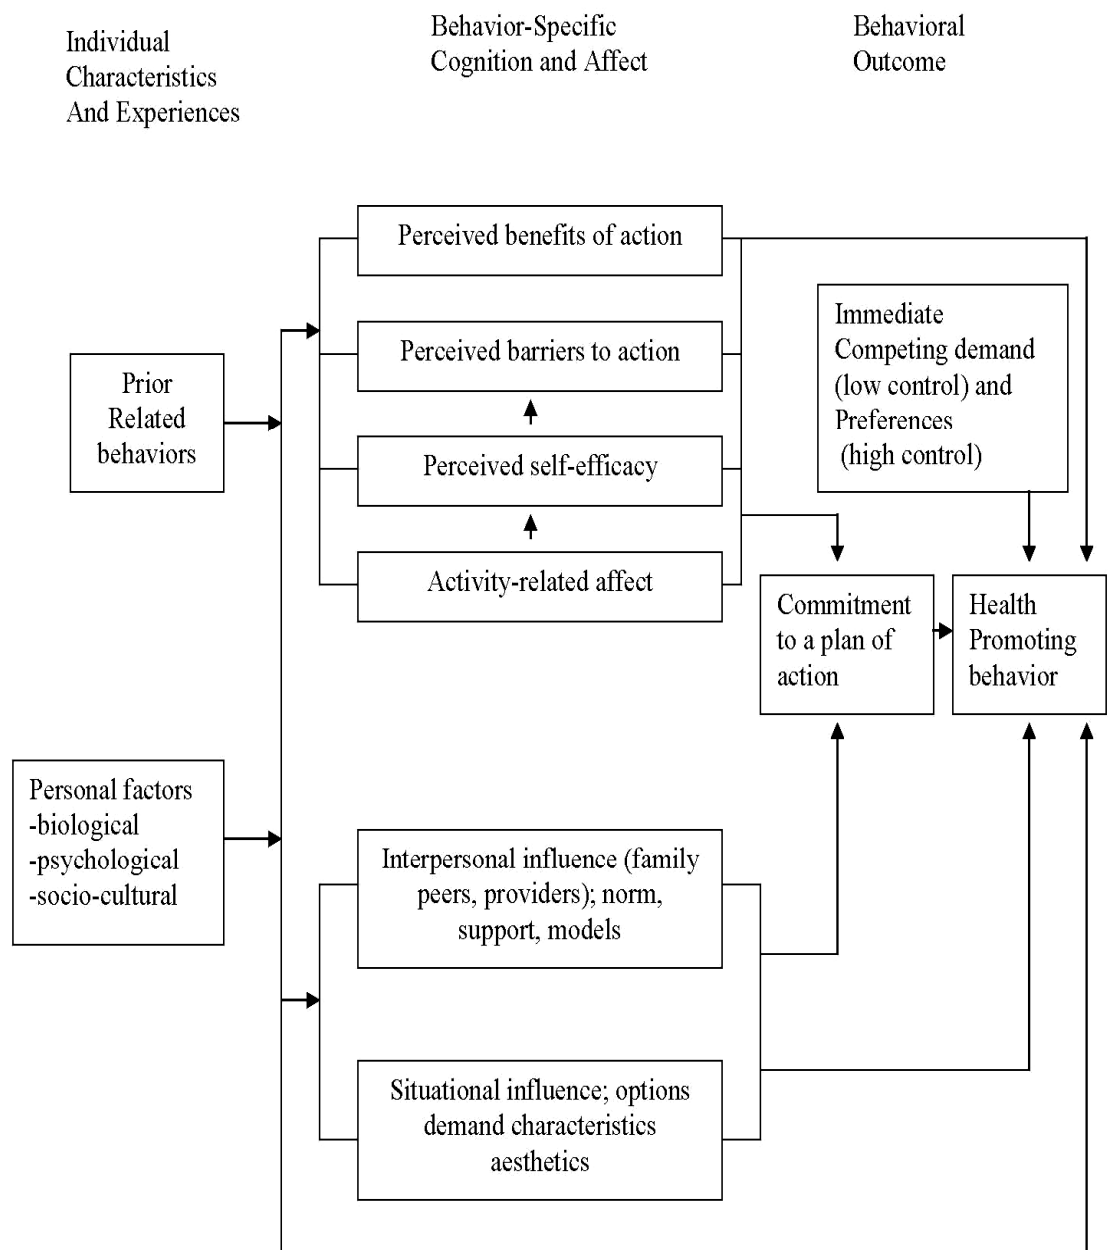 Individual
Characteristics
And Experiences
Behavior-Specific
Cognition and Affect
Behavioral
Outcome
Perceived benefits of action
Perceived barriers to action
Perceived self-efficacy
Activity-related affect
Prior
Related
behaviors
Immediate
Competing demand
(low control) and
Preferences
(high control)
Commitment
to a plan of
action
Health
Promoting
behavior
Personal factors
-biological
-psychological
-socio-cultural
Interpersonal influence (family
peers, providers); norm,
support, models
Situational influence; options
demand characteristics
aesthetics